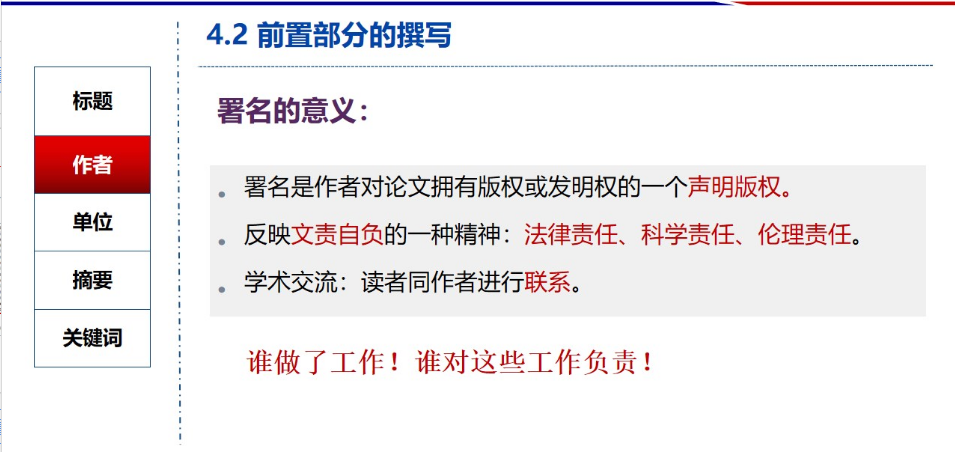 4.2 前置部分的撰写
标题
作者
单位
摘要
关键词
署名的意义：
署名是作者对论文拥有版权或发明权的一个声明版权。
反映文责自负的一种精神：法律责任、科学责任、伦理责任。
学术交流：读者同作者进行联系。
谁做了工作！谁对这些工作负责！